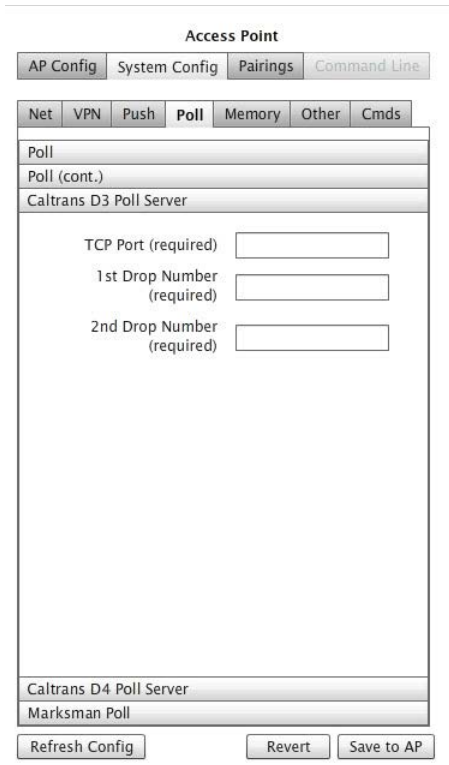 Access Point
AP Config System Config Pairings Command Line
Net VPN Push Poll Memory Other Cmds
Poll
Poll (cont.)
Caltrans D3 Poll Server
TCP Port (required)
1st Drop Number
(required)
2nd Drop Number
(required)
Caltrans D4 Poll Server
Marksman Poll
Refresh Config Revert Save to AP